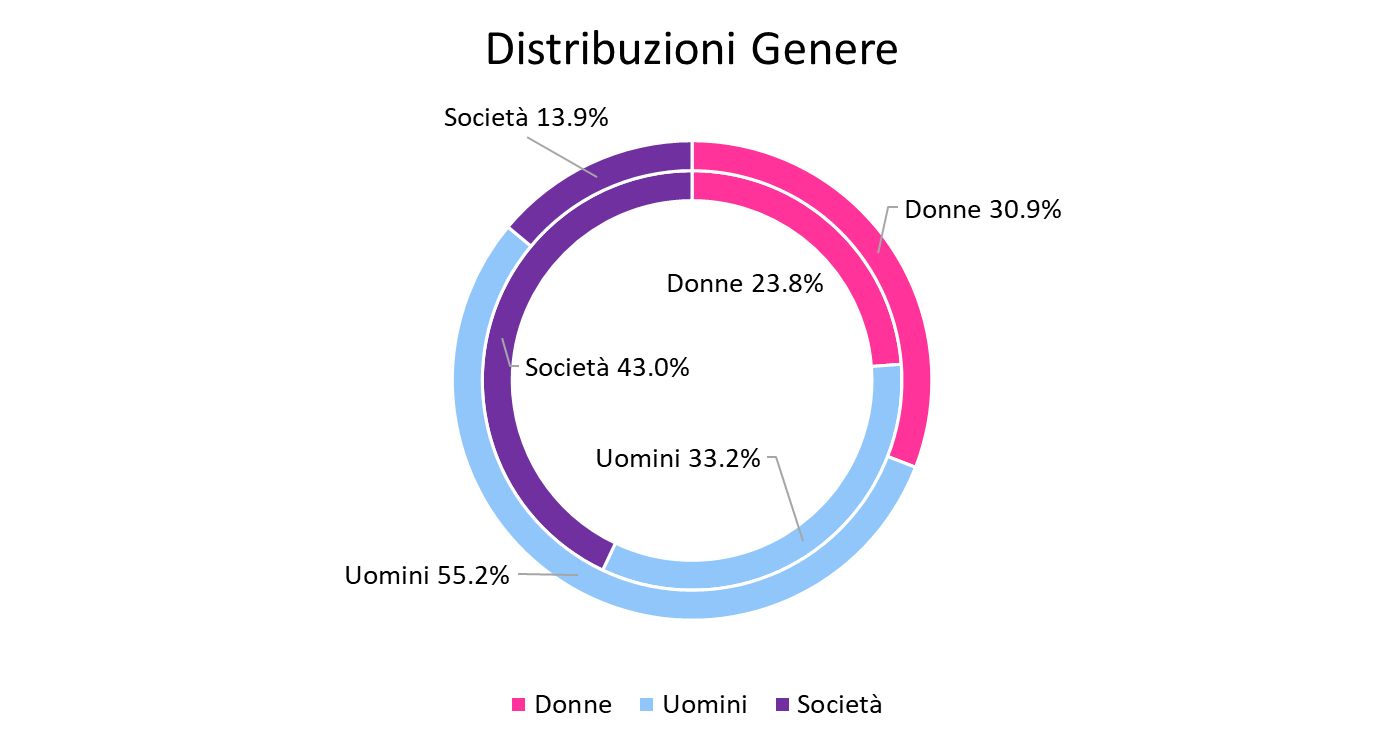 Distribuzioni Genere
Società 13.9%
Donne 30.9%
Donne 23.8%
Società 43.0%
Uomini 33.2%
Uomini 55.2%
Donne Uomini Società